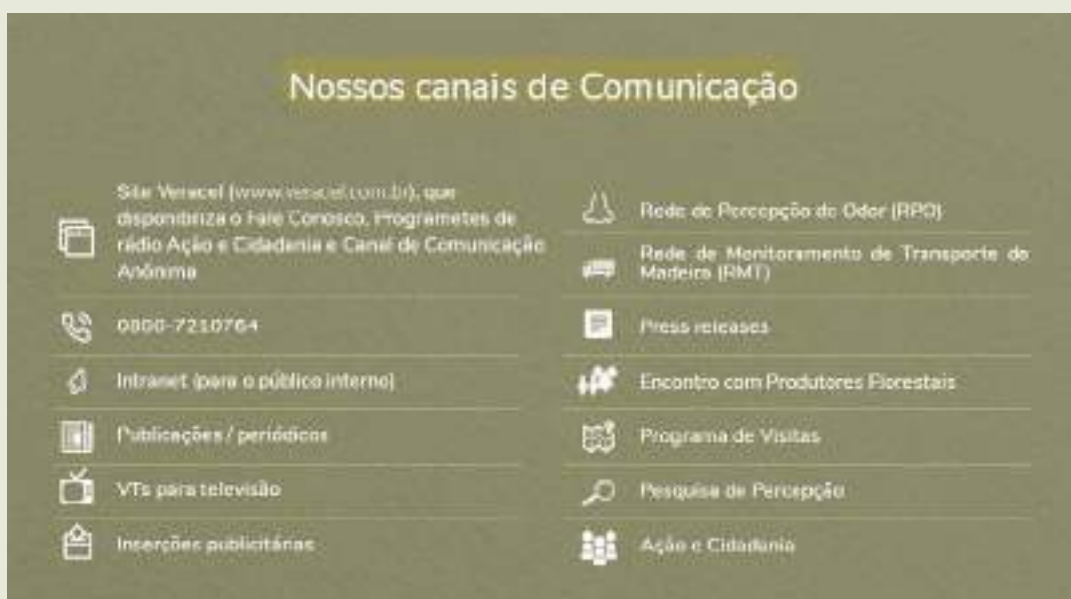 Nossos canais de Comunicação
Site Veracel (www.veracel.com.br), que
disponibiliza o Fale Conosco, Programetes de
rádio Ação e Cidadania e Canal de Comunicação
Anônima
0800-7210764
Intranet (para o público interno)
Publicações / periódicos
VTs para televisão
Inserções publicitárias
Rede de Percepção de Odor (RPO)
Rede de Monitoramento de Transporte de
Madeira (RMT)
Press releases
Encontro com Produtores Florestais
Programa de Visitas
Pesquisa de Percepção
Ação e Cidadania